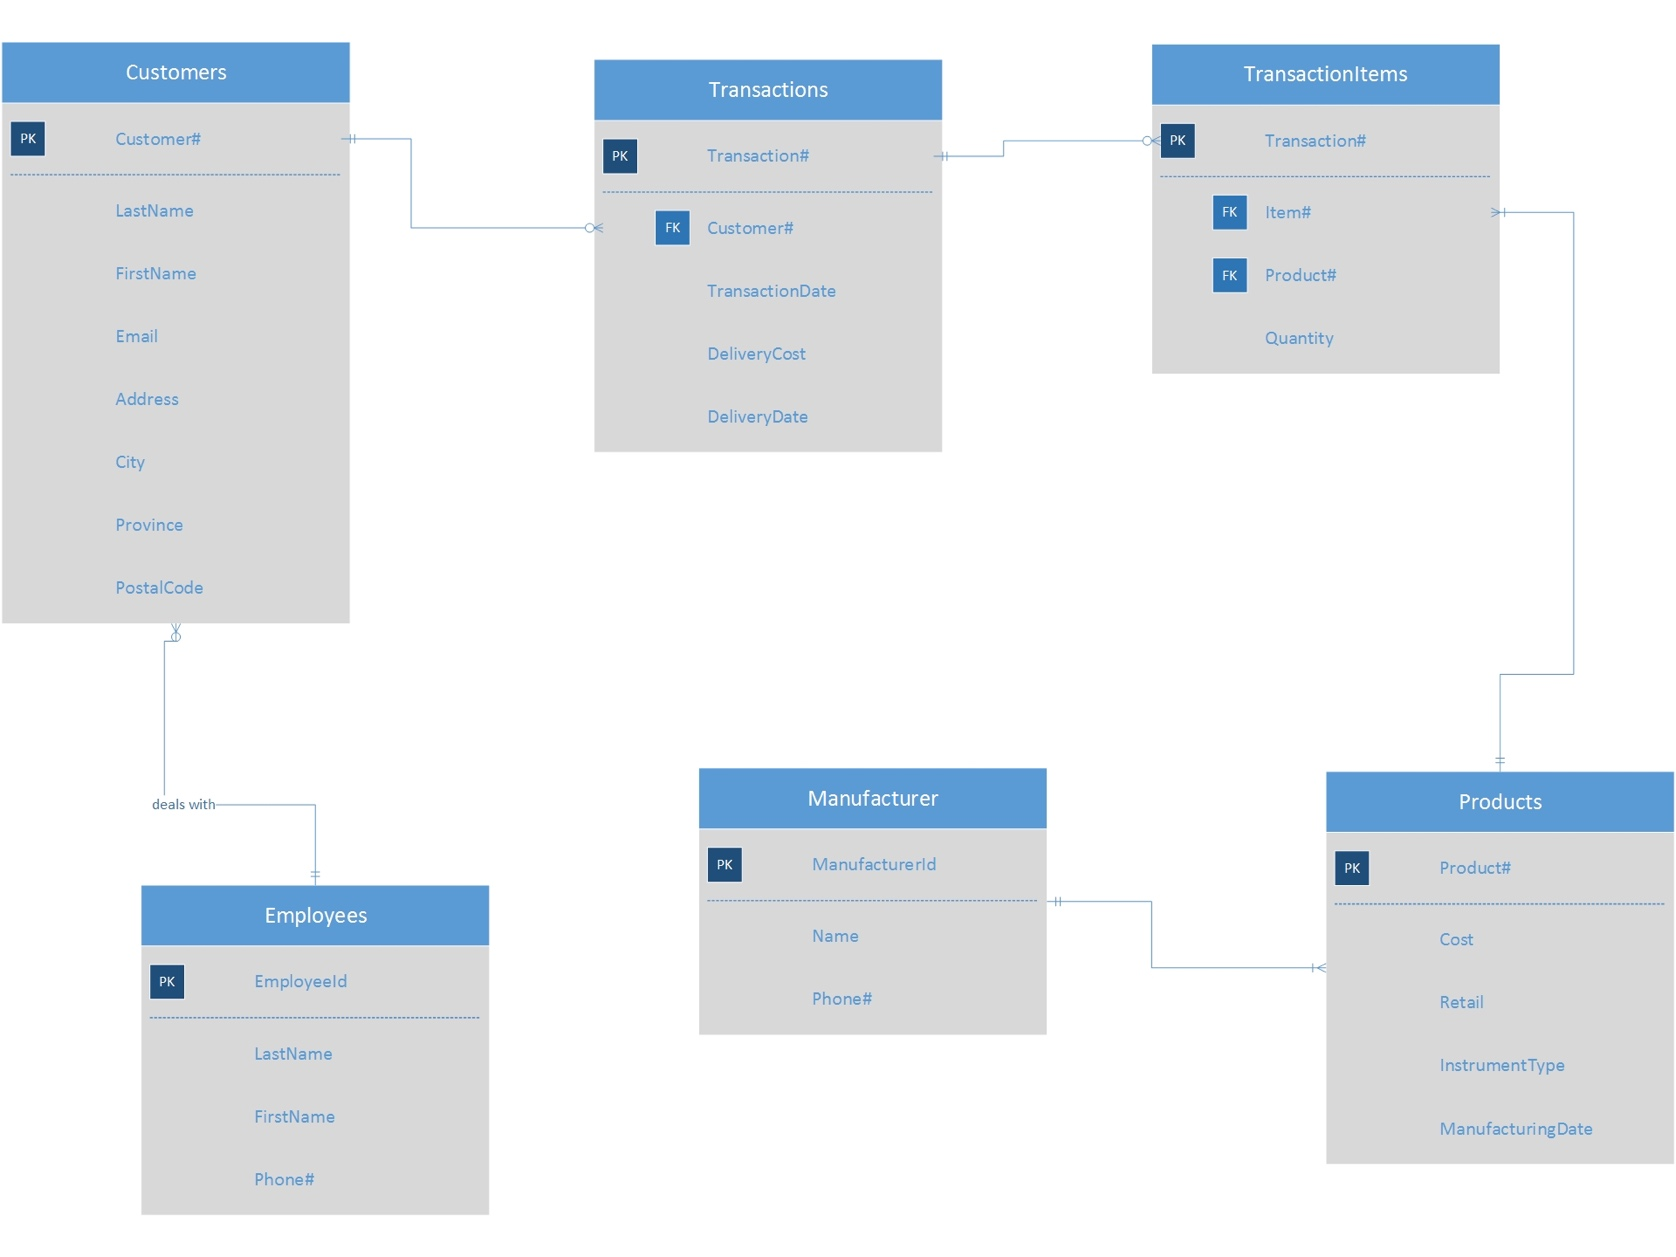 Customers
PK Customer#
LastName
FirstName
Email
Address
City
Province
PostalCode
Transactions
PK Transaction#
FK Customer#
TransactionDate
DeliveryCost
DeliveryDate
TransactionItems
PK Transaction#
FK Item#
FK Product#
Quantity
deals with
Employees
PK EmployeeId
LastName
FirstName
Phone#
Manufacturer
PK ManufacturerId
Name
Phone#
Products
PK Product#
Cost
Retail
InstrumentType
ManufacturingDate